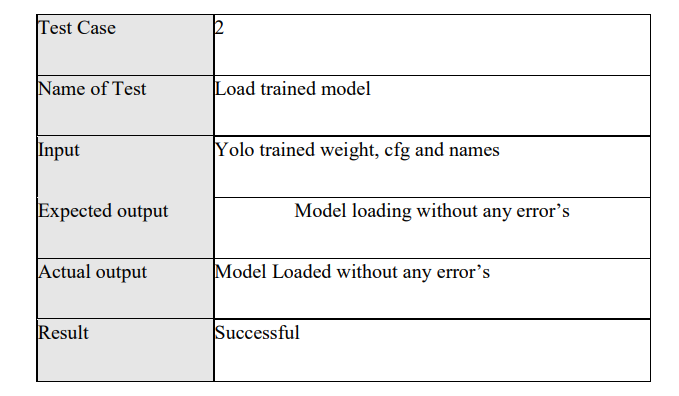 Test Case 2
Name of Test Load trained model
Input Yolo trained weight, cfg and names
Expected output Model loading without any error’s
Actual output Model Loaded without any error’s
Result Successful